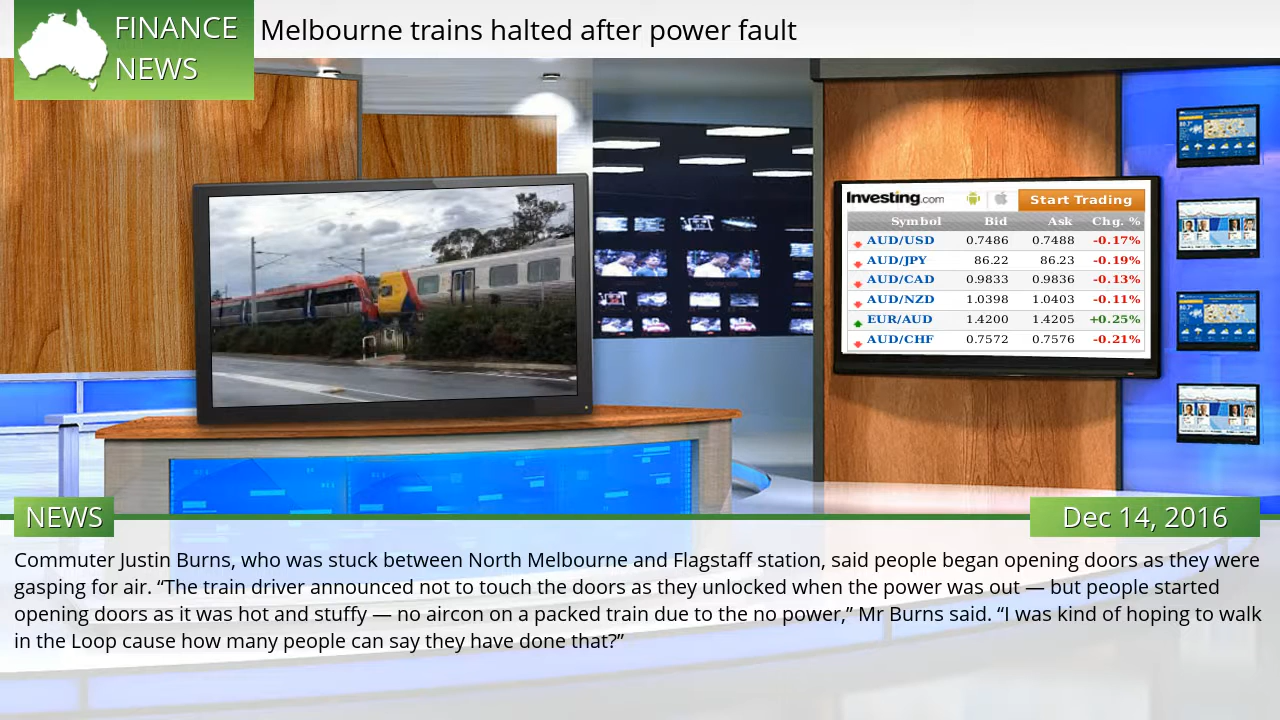 FINANCE
NEWS
Melbourne trains halted after power fault
Investing.com
Start Trading
Symbol Bid Ask Chg. %
AUD/USD 0.7486 0.7488 -0.17%
AUD/JPY 86.22 86.23 -0.19%
AUD/CAD 0.9833 0.9836 -0.13%
AUD/NZD 1.0398 1.0403 -0.11%
EUR/AUD 1.4200 1.4205 +0.25%
AUD/CHF 0.7572 0.7576 -0.21%
NEWS
Dec 14, 2016
Commuter Justin Burns, who was stuck between North Melbourne and Flagstaff station, said people began opening doors as they were
gasping for air. “The train driver announced not to touch the doors as they unlocked when the power was out — but people started
opening doors as it was hot and stuffy — no aircon on a packed train due to the no power,” Mr Burns said. “I was kind of hoping to walk
in the Loop cause how many people can say they have done that?”